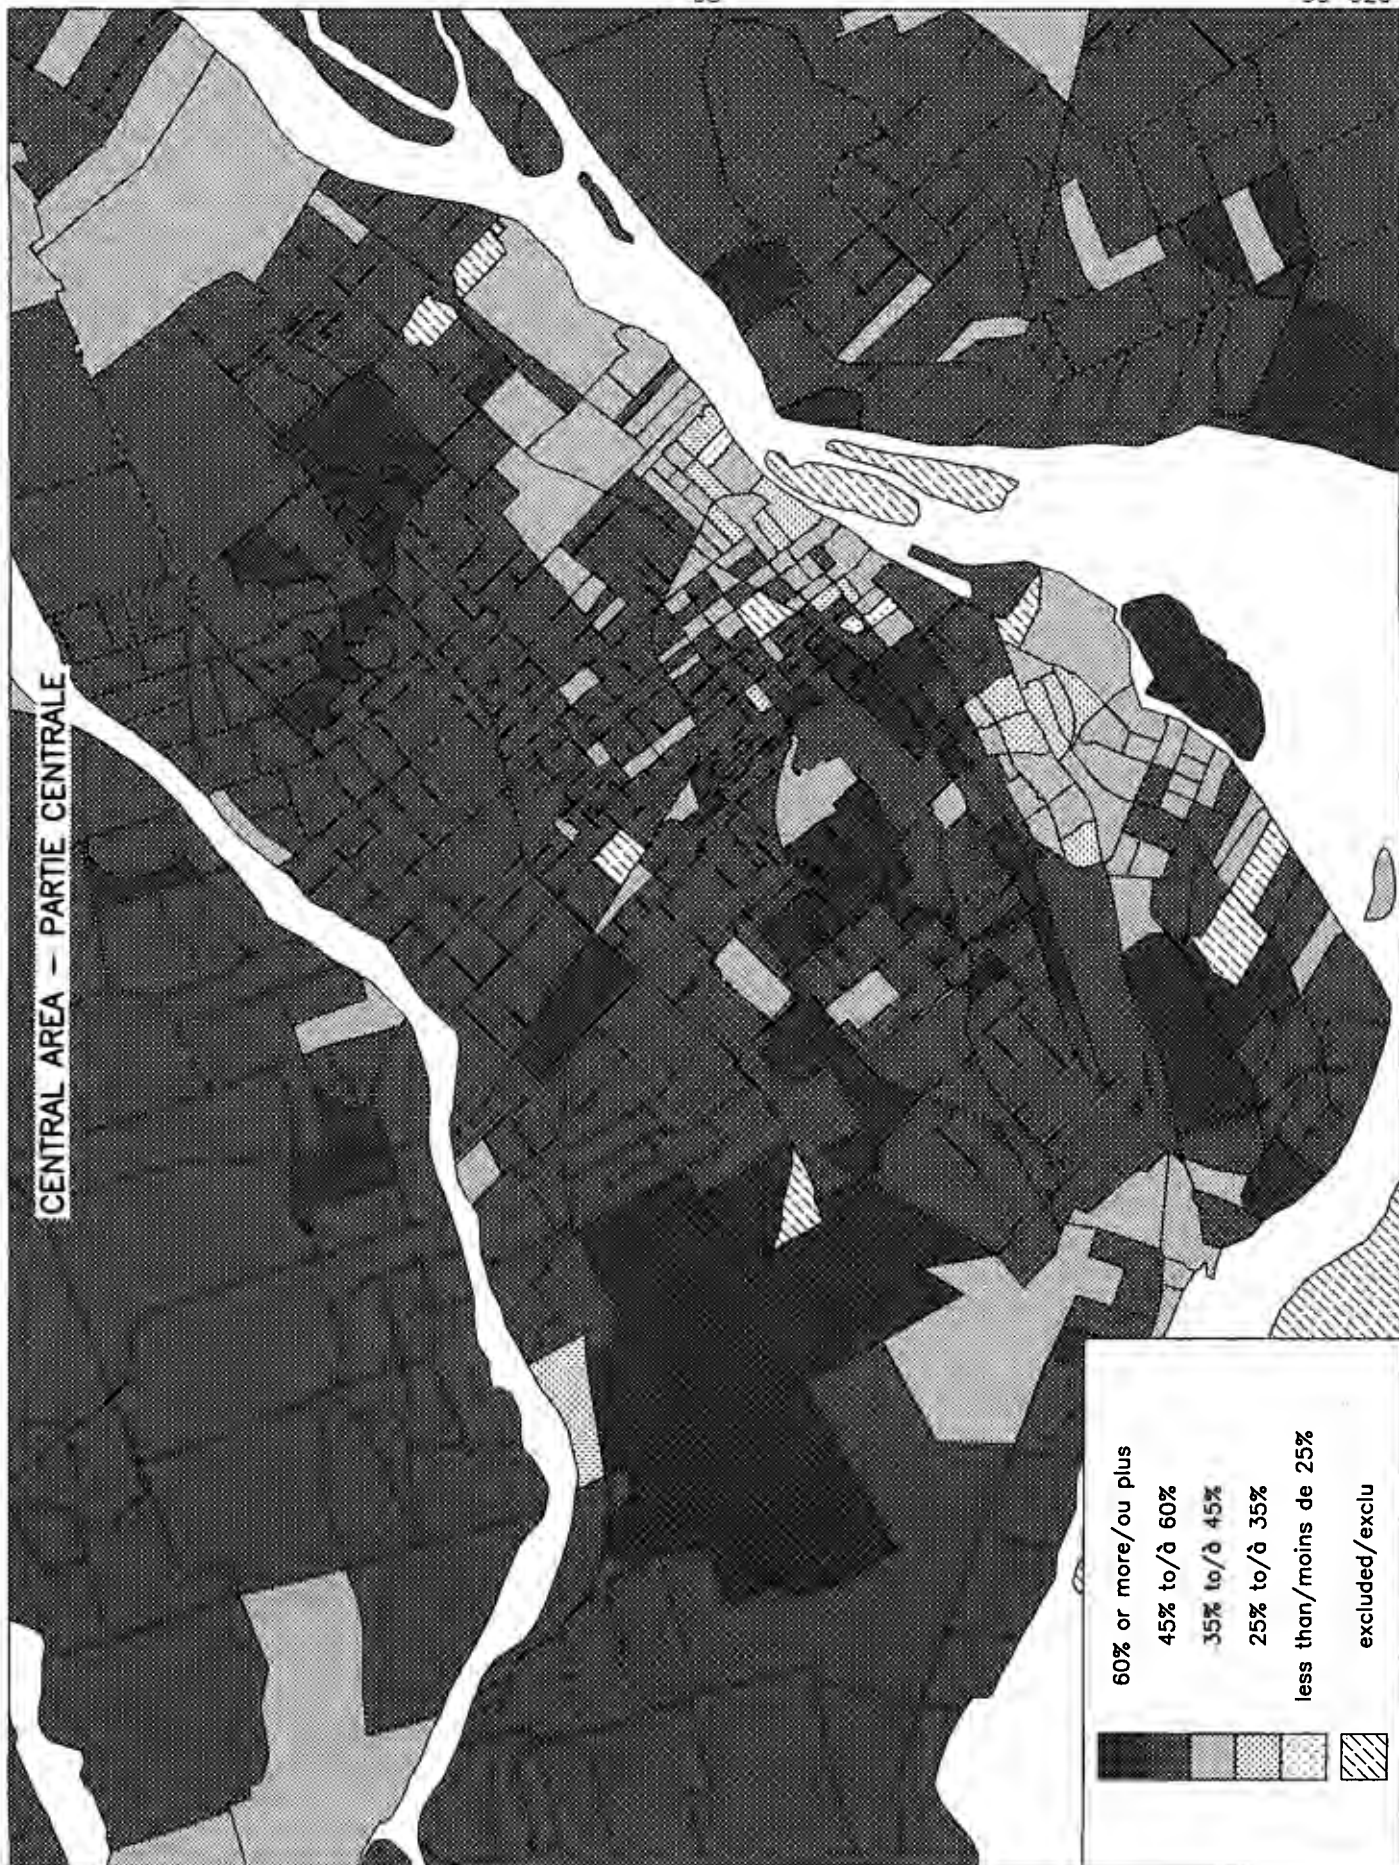 CENTRAL AREA – PARTIE CENTRALE
60% or more/ou plus
45% to/à 60%
35% to/à 45%
25% to/à 35%
less than/moins de 25%
excluded/exclu